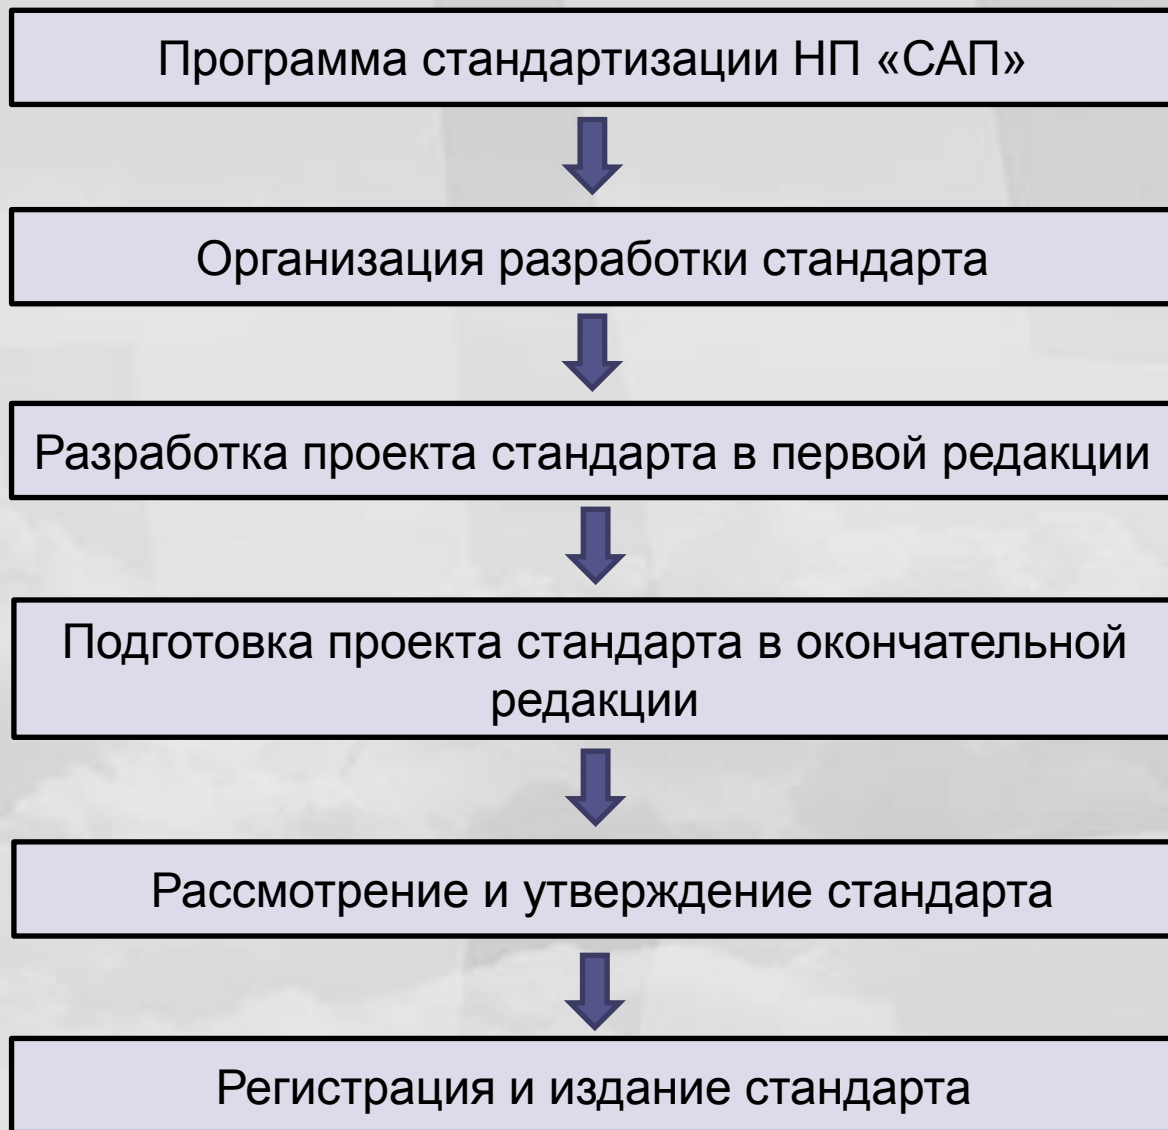 Программа стандартизации НП «САП»
Организация разработки стандарта
Разработка проекта стандарта в первой редакции
Подготовка проекта стандарта в окончательной
редакции
Рассмотрение и утверждение стандарта
Регистрация и издание стандарта